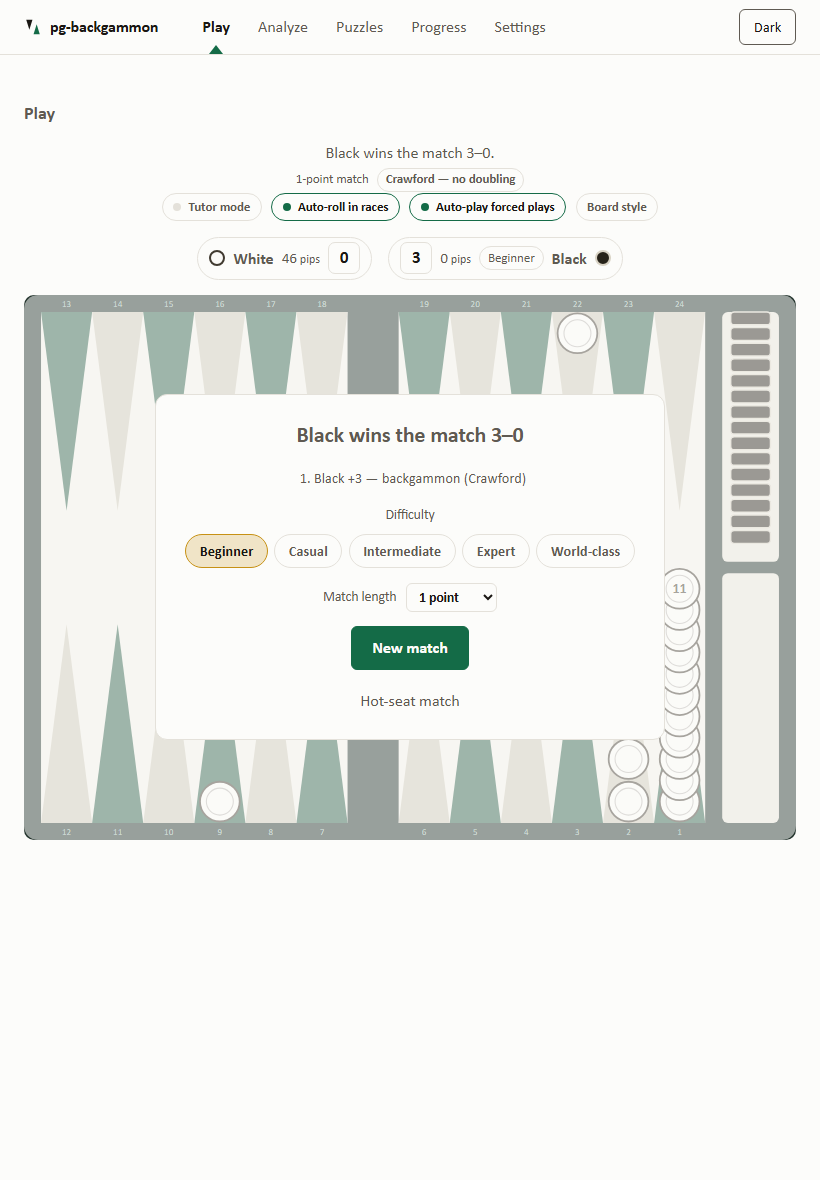 pg-backgammon Play Analyze Puzzles Progress Settings Dark
Play
Black wins the match 3–0.
1-point match Crawford — no doubling
Tutor mode Auto-roll in races Auto-play forced plays Board style
White 46 pips 0 3 0 pips Beginner Black
13 14 15 16 17 18 19 20 21 22 23 24
Black wins the match 3–0
1. Black +3 — backgammon (Crawford)
Difficulty
Beginner Casual Intermediate Expert World-class
Match length 1 point
11
New match
Hot-seat match
12 11 10 9 8 7 6 5 4 3 2 1